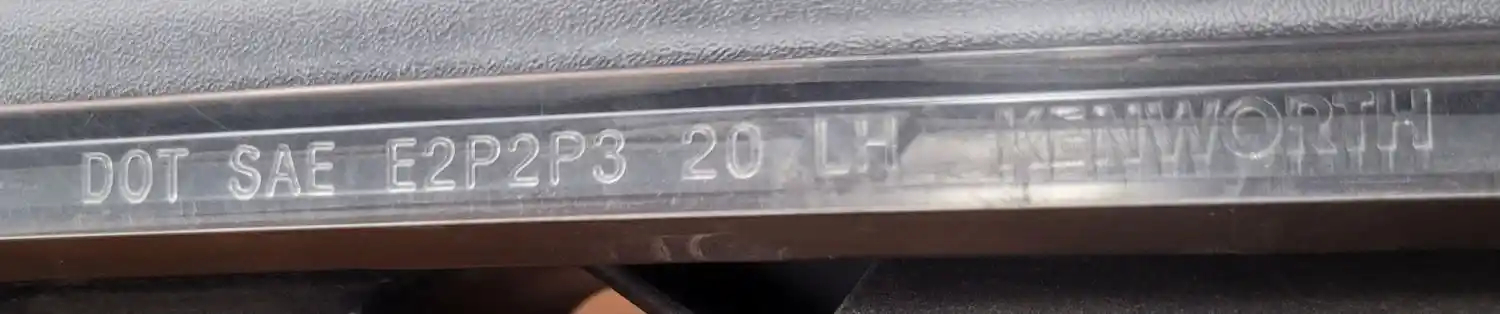 DOT SAE E2P2P3 20 LH KENWORTH